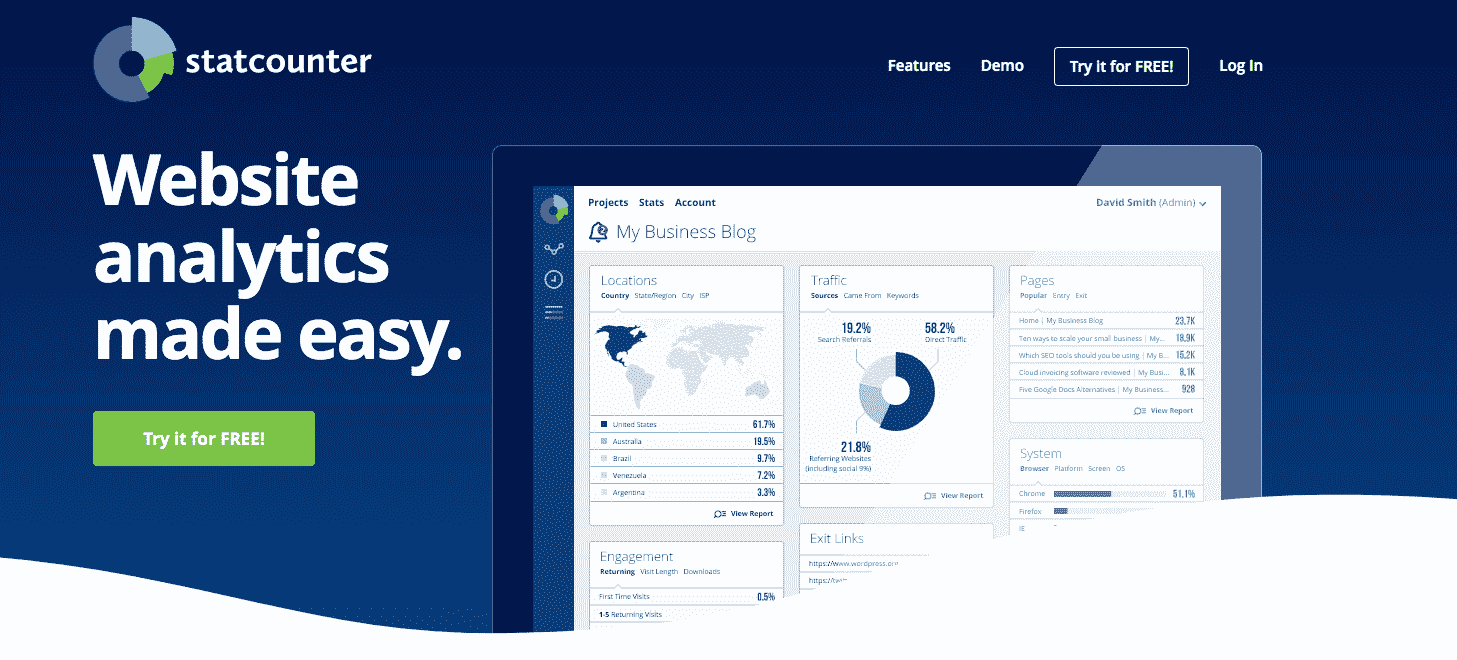 statcounter
Features Demo Try it for FREE! Log In
Website
analytics
made easy.
Try it for FREE!
Projects Stats Account
David Smith (Admin)
My Business Blog
Locations
Country State/Region City ISP
United States 61.7%
Australia 19.5%
Brazil 9.7%
Venezuela 7.2%
Argentina 3.3%
View Report
Engagement
Returning Visit Length Downloads
First Time Visits 0.5%
1-5 Returning Visits
Traffic
Sources Came From Keywords
19.2%
Search Referrals
58.2%
Direct Traffic
21.8%
Referring Websites
(including social 9%)
View Report
Exit Links
https://www.wordpress.org
Pages
Popular Entry Exit
Home | My Business Blog 23,7K
Ten ways to scale your small business | My... 18,9K
Which SEO tools should you be using | My B... 15,2K
Cloud invoicing software reviewed | My Busi... 8,1K
Five Google Docs Alternatives | My Business... 928
View Report
System
Browser Platform Screen OS
Chrome 51,1%
Firefox
IE